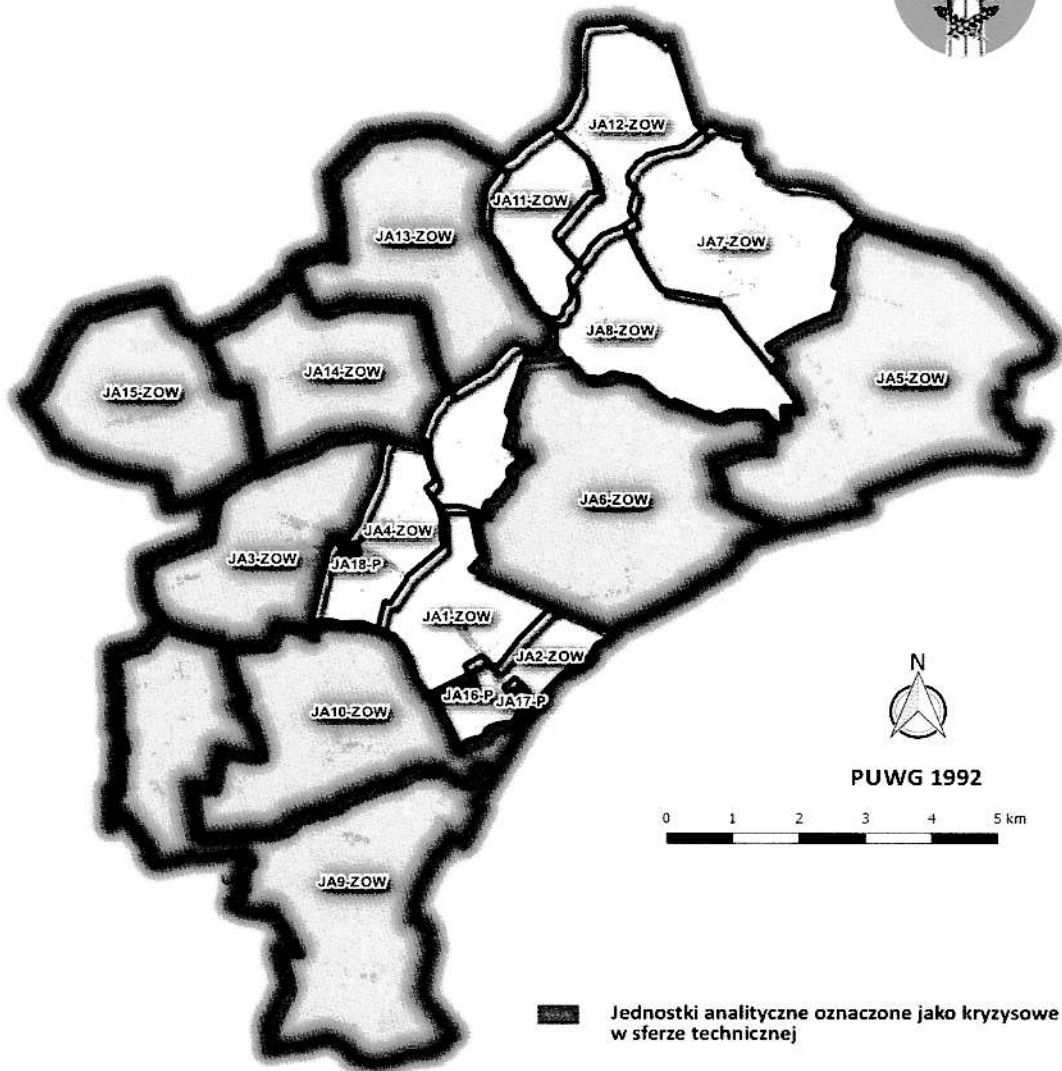 JA12-ZOW
JA11-ZOW
JA13-ZOW
JA7-ZOW
JA8-ZOW
JA14-ZOW
JA15-ZOW
JA5-ZOW
JA6-ZOW
JA4-ZOW
JA3-ZOW
JA18-P
JA1-ZOW
JA2-ZOW
JA16-P
JA17-P
JA10-ZOW
JA9-ZOW
N
PUWG 1992
0 1 2 3 4 5 km
Jednostki analityczne oznaczone jako kryzysowe
w sferze technicznej